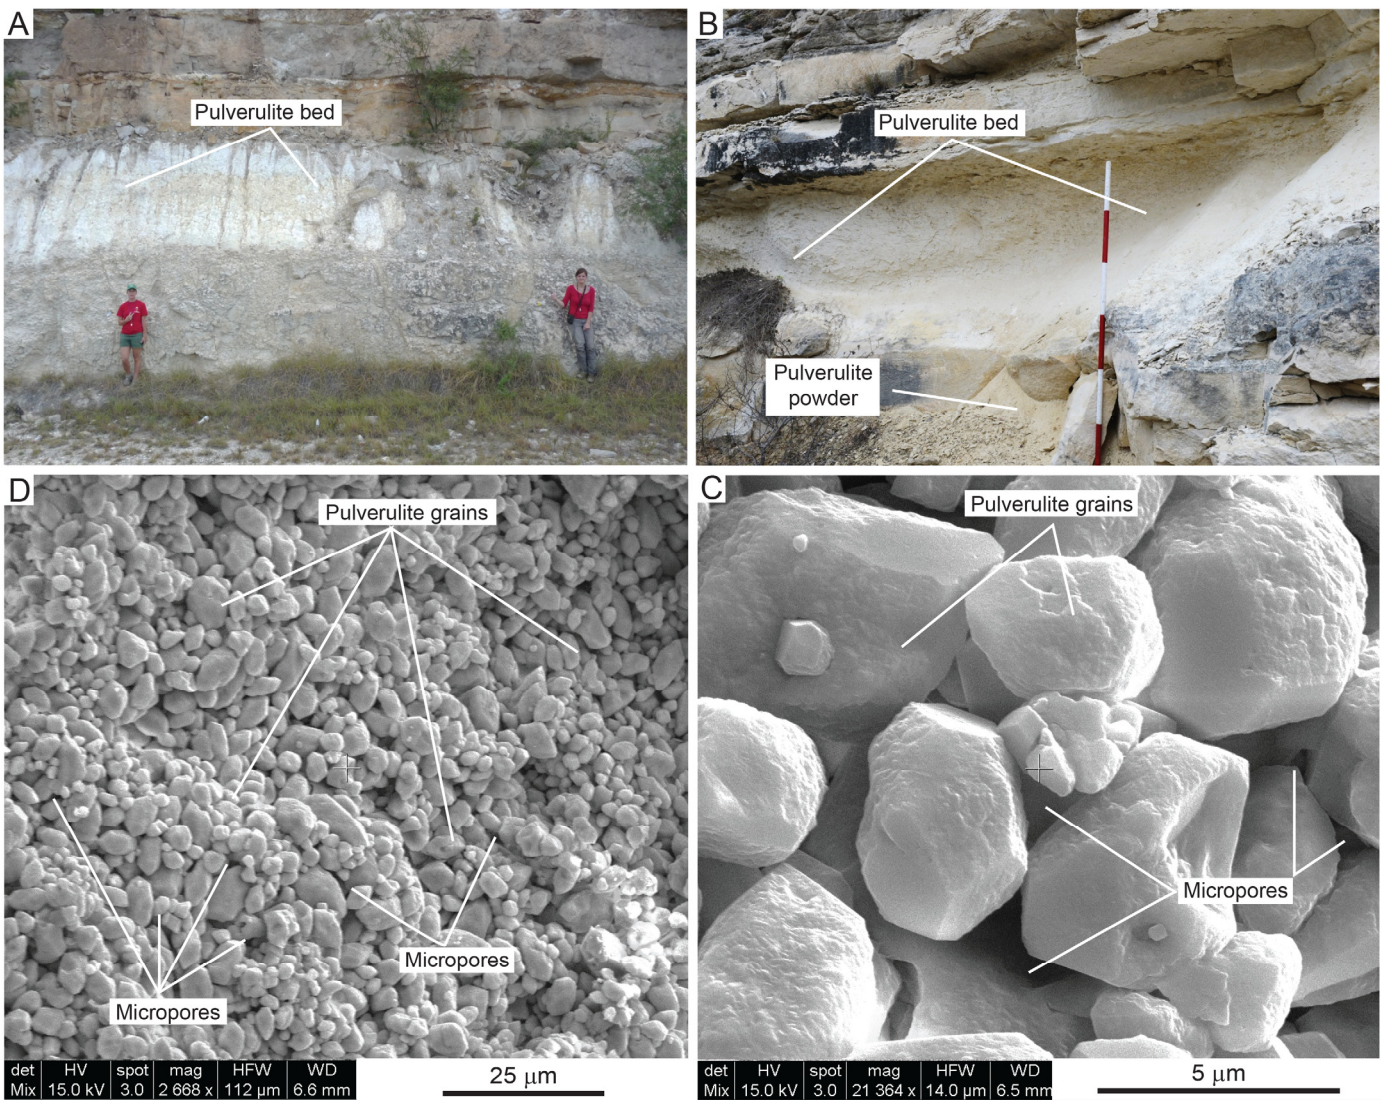 A
Pulverulite bed
B
Pulverulite bed
Pulverulite
powder
D
Pulverulite grains
Micropores
Micropores
det HV spot mag HFW WD
Mix 15.0 kV 3.0 2 668 x 112 µm 6.6 mm
25 µm
C
Pulverulite grains
Micropores
det HV spot mag HFW WD
Mix 15.0 kV 3.0 21 364 x 14.0 µm 6.5 mm
5 µm